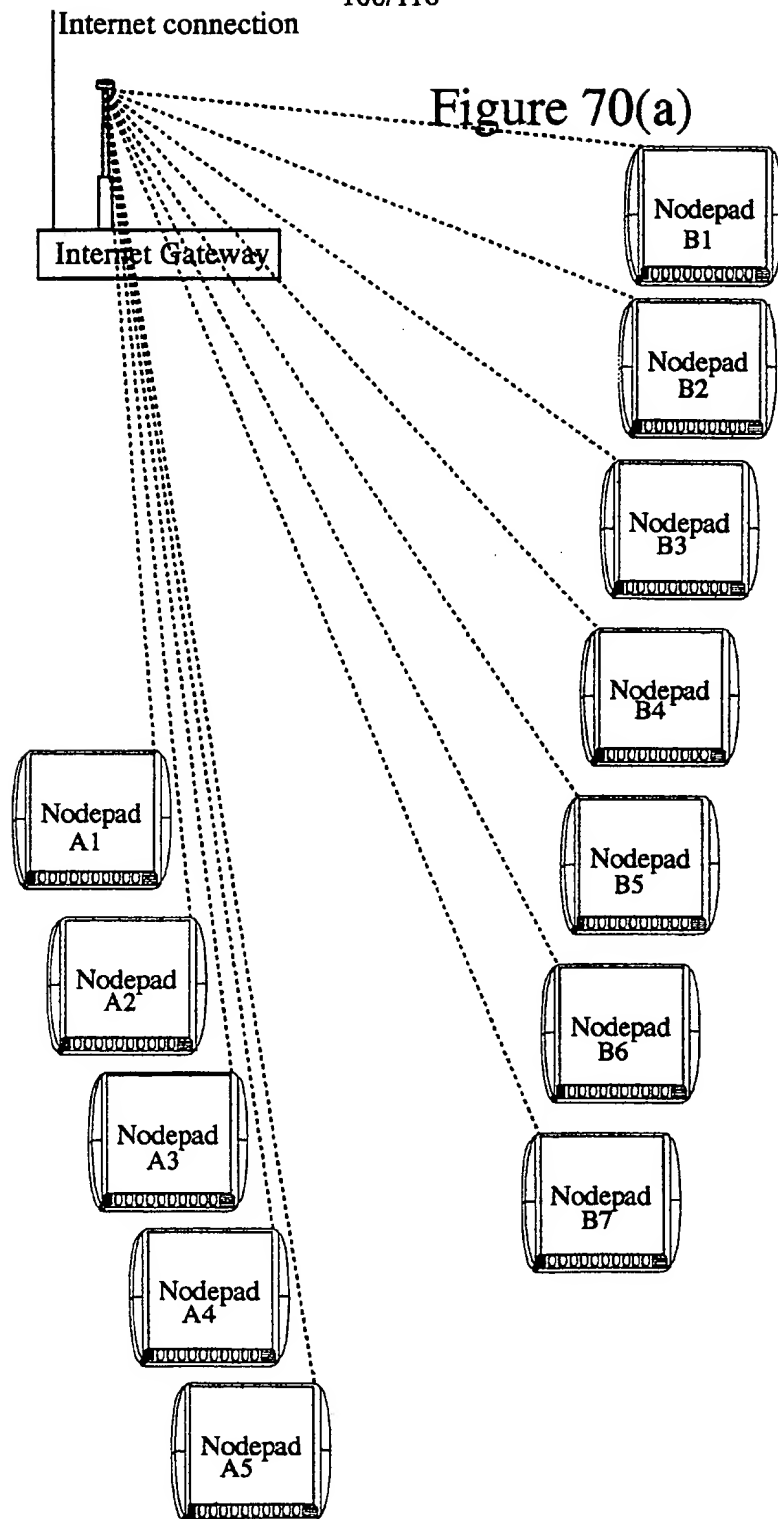 Internet connection
Figure 70(a)
Internet Gateway
Nodepad
B1
Nodepad
B2
Nodepad
B3
Nodepad
B4
Nodepad
B5
Nodepad
B6
Nodepad
B7
Nodepad
A1
Nodepad
A2
Nodepad
A3
Nodepad
A4
Nodepad
A5